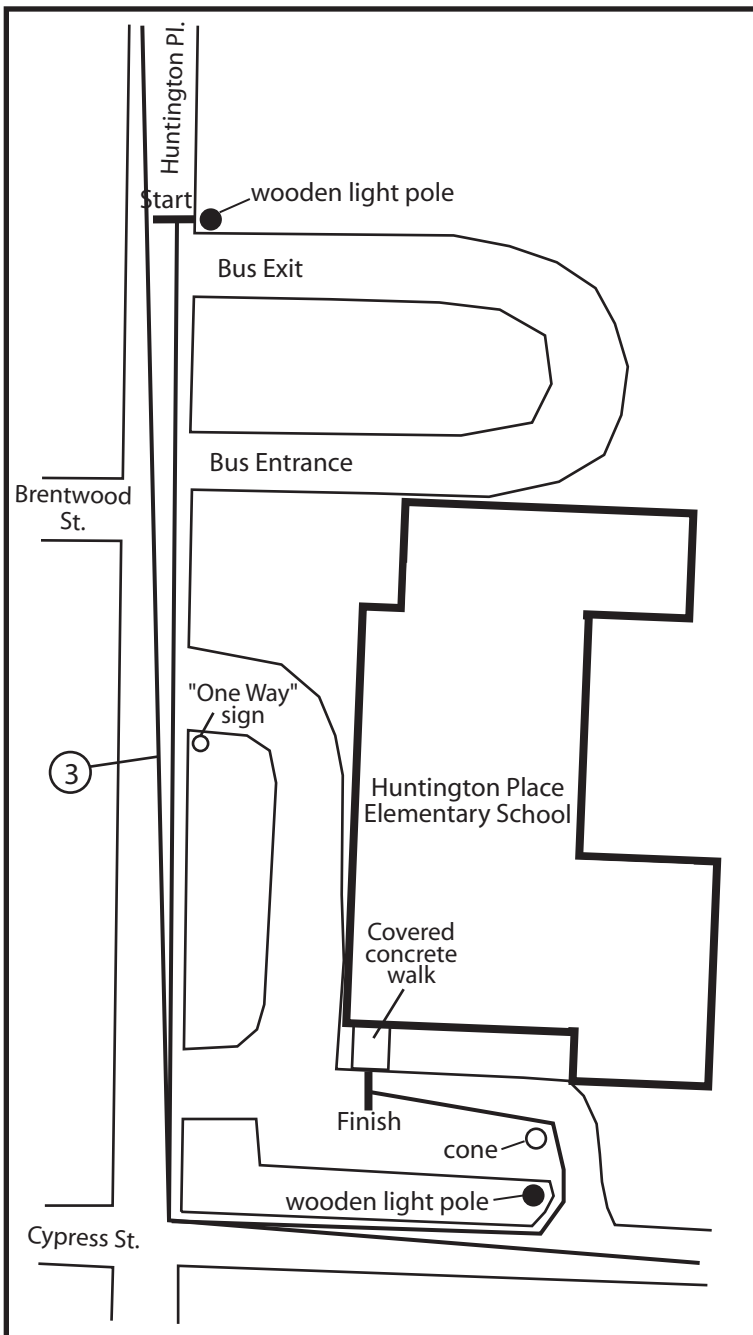 Huntington Pl.
Start
wooden light pole
Bus Exit
Bus Entrance
Brentwood
St.
"One Way"
sign
3
Huntington Place
Elementary School
Covered
concrete
walk
Finish
cone
wooden light pole
Cypress St.